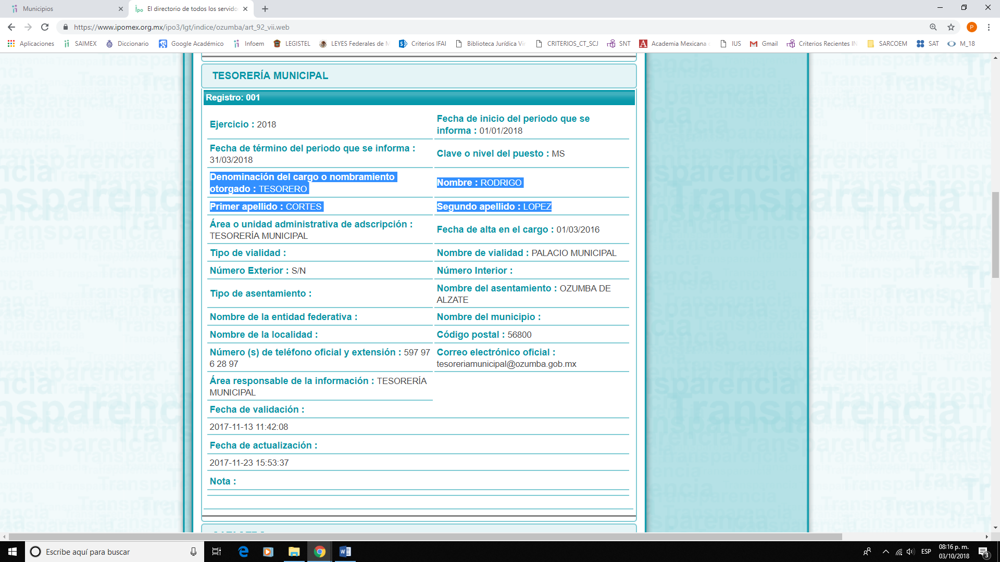 Municipios
El directorio de todos los servido
https://www.ipomex.org.mx/ipo3/lgt/indice/ozumba/art_92_vii.web
P
Aplicaciones
SAIMEX
Diccionario
Google Académico
Infoem
LEGISTEL
LEYES Federales de M
Criterios IFAI
Biblioteca Jurídica Vir
CRITERIOS_CT_SCJ
SNT
Academia Mexicana
IUS
Gmail
Criterios Recientes IN
SARCOEM
SAT
M_18
TESORERÍA MUNICIPAL
Registro: 001
Ejercicio : 2018
Fecha de inicio del periodo que se
informa : 01/01/2018
Fecha de término del periodo que se informa :
31/03/2018
Clave o nivel del puesto : MS
Denominación del cargo o nombramiento
otorgado : TESORERO
Nombre : RODRIGO
Primer apellido : CORTES
Segundo apellido : LOPEZ
Área o unidad administrativa de adscripción :
TESORERÍA MUNICIPAL
Fecha de alta en el cargo : 01/03/2016
Tipo de vialidad :
Nombre de vialidad : PALACIO MUNICIPAL
Número Exterior : S/N
Número Interior :
Tipo de asentamiento :
Nombre del asentamiento : OZUMBA DE
ALZATE
Nombre de la entidad federativa :
Nombre del municipio :
Nombre de la localidad :
Código postal : 56800
Número (s) de teléfono oficial y extensión : 597 97
6 28 97
Correo electrónico oficial :
tesoreriamunicipal@ozumba.gob.mx
Área responsable de la información : TESORERÍA
MUNICIPAL
Fecha de validación :
2017-11-13 11:42:08
Fecha de actualización :
2017-11-23 15:53:37
Nota :
Escribe aquí para buscar
ESP
08:16 p. m.
03/10/2018
3